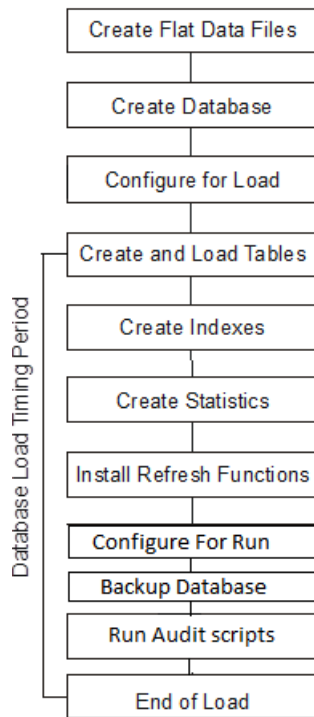 Create Flat Data Files
Create Database
Configure for Load
Create and Load Tables
Create Indexes
Create Statistics
Install Refresh Functions
Configure For Run
Backup Database
Run Audit scripts
End of Load
Database Load Timing Period